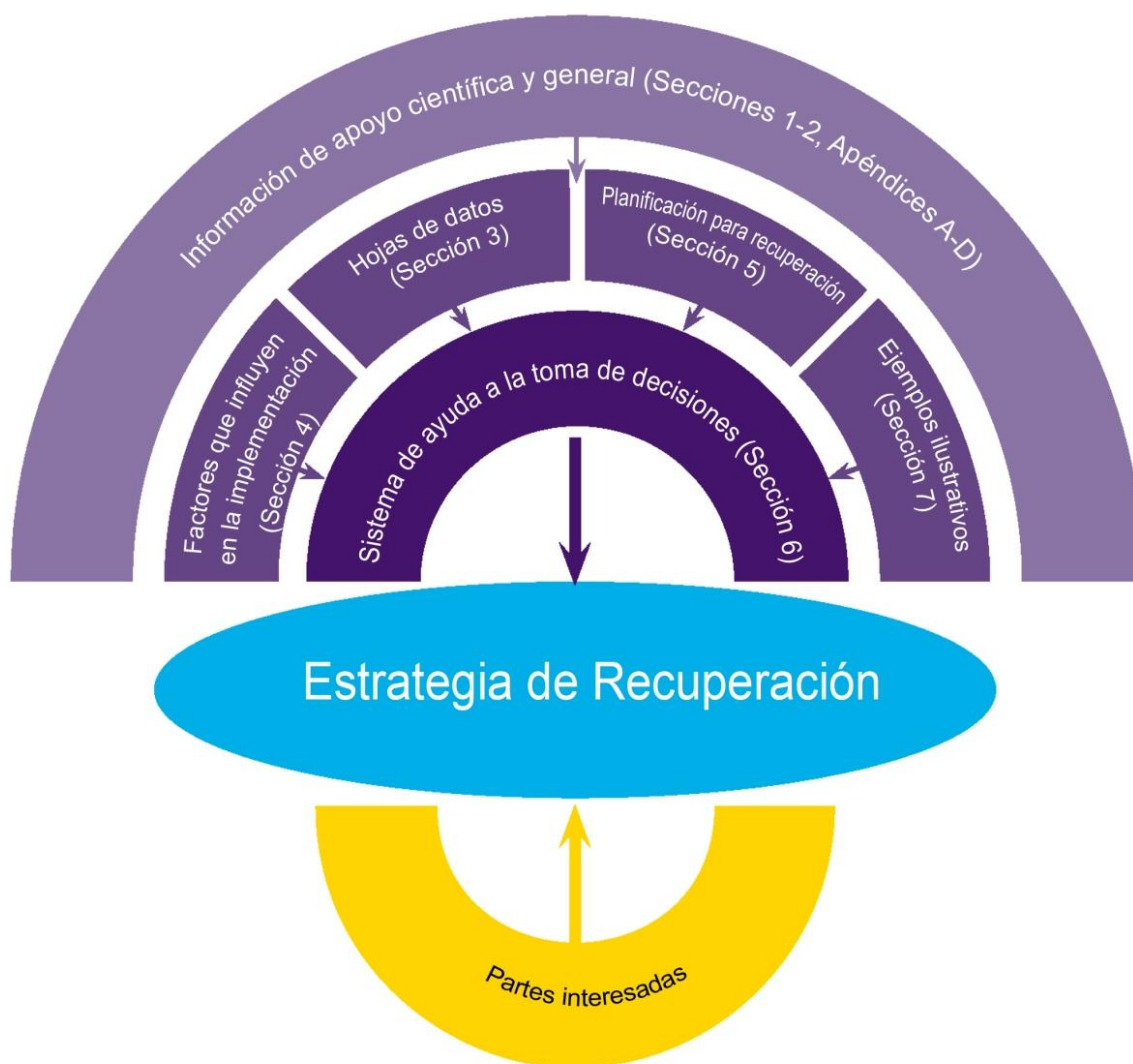 Información de apoyo científica y general (Secciones 1-2, Apéndices A-D)
Factores que influyen
en la implementación
(Sección 4)
Hojas de datos
(Sección 3)
Planificación para recuperación
(Sección 5)
Ejemplos ilustrativos
(Sección 7)
Sistema de ayuda a la toma de decisiones (Sección 6)
Estrategia de Recuperación
Partes interesadas